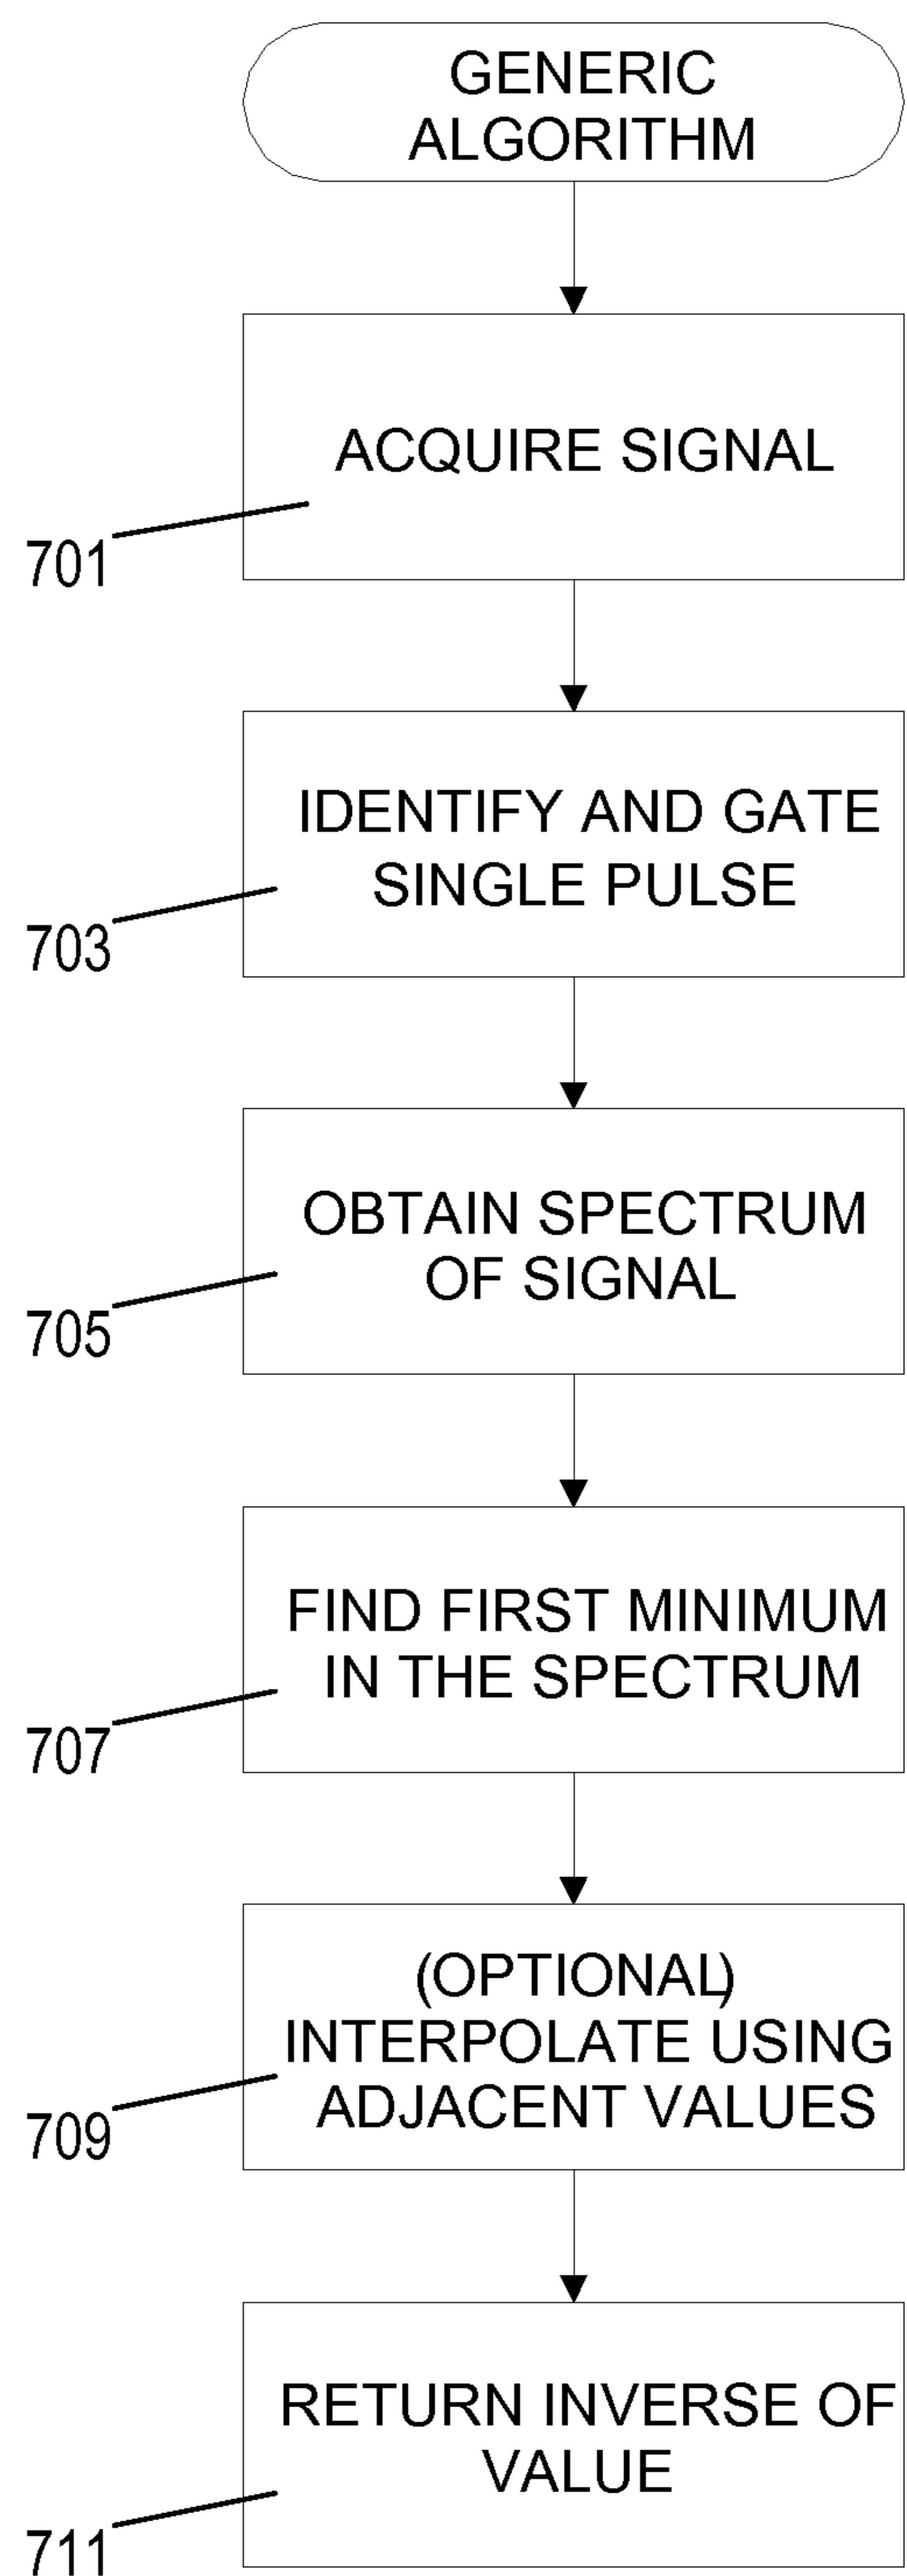 GENERIC
ALGORITHM
ACQUIRE SIGNAL
701
IDENTIFY AND GATE
SINGLE PULSE
703
OBTAIN SPECTRUM
OF SIGNAL
705
FIND FIRST MINIMUM
IN THE SPECTRUM
707
(OPTIONAL)
INTERPOLATE USING
ADJACENT VALUES
709
RETURN INVERSE OF
VALUE
711